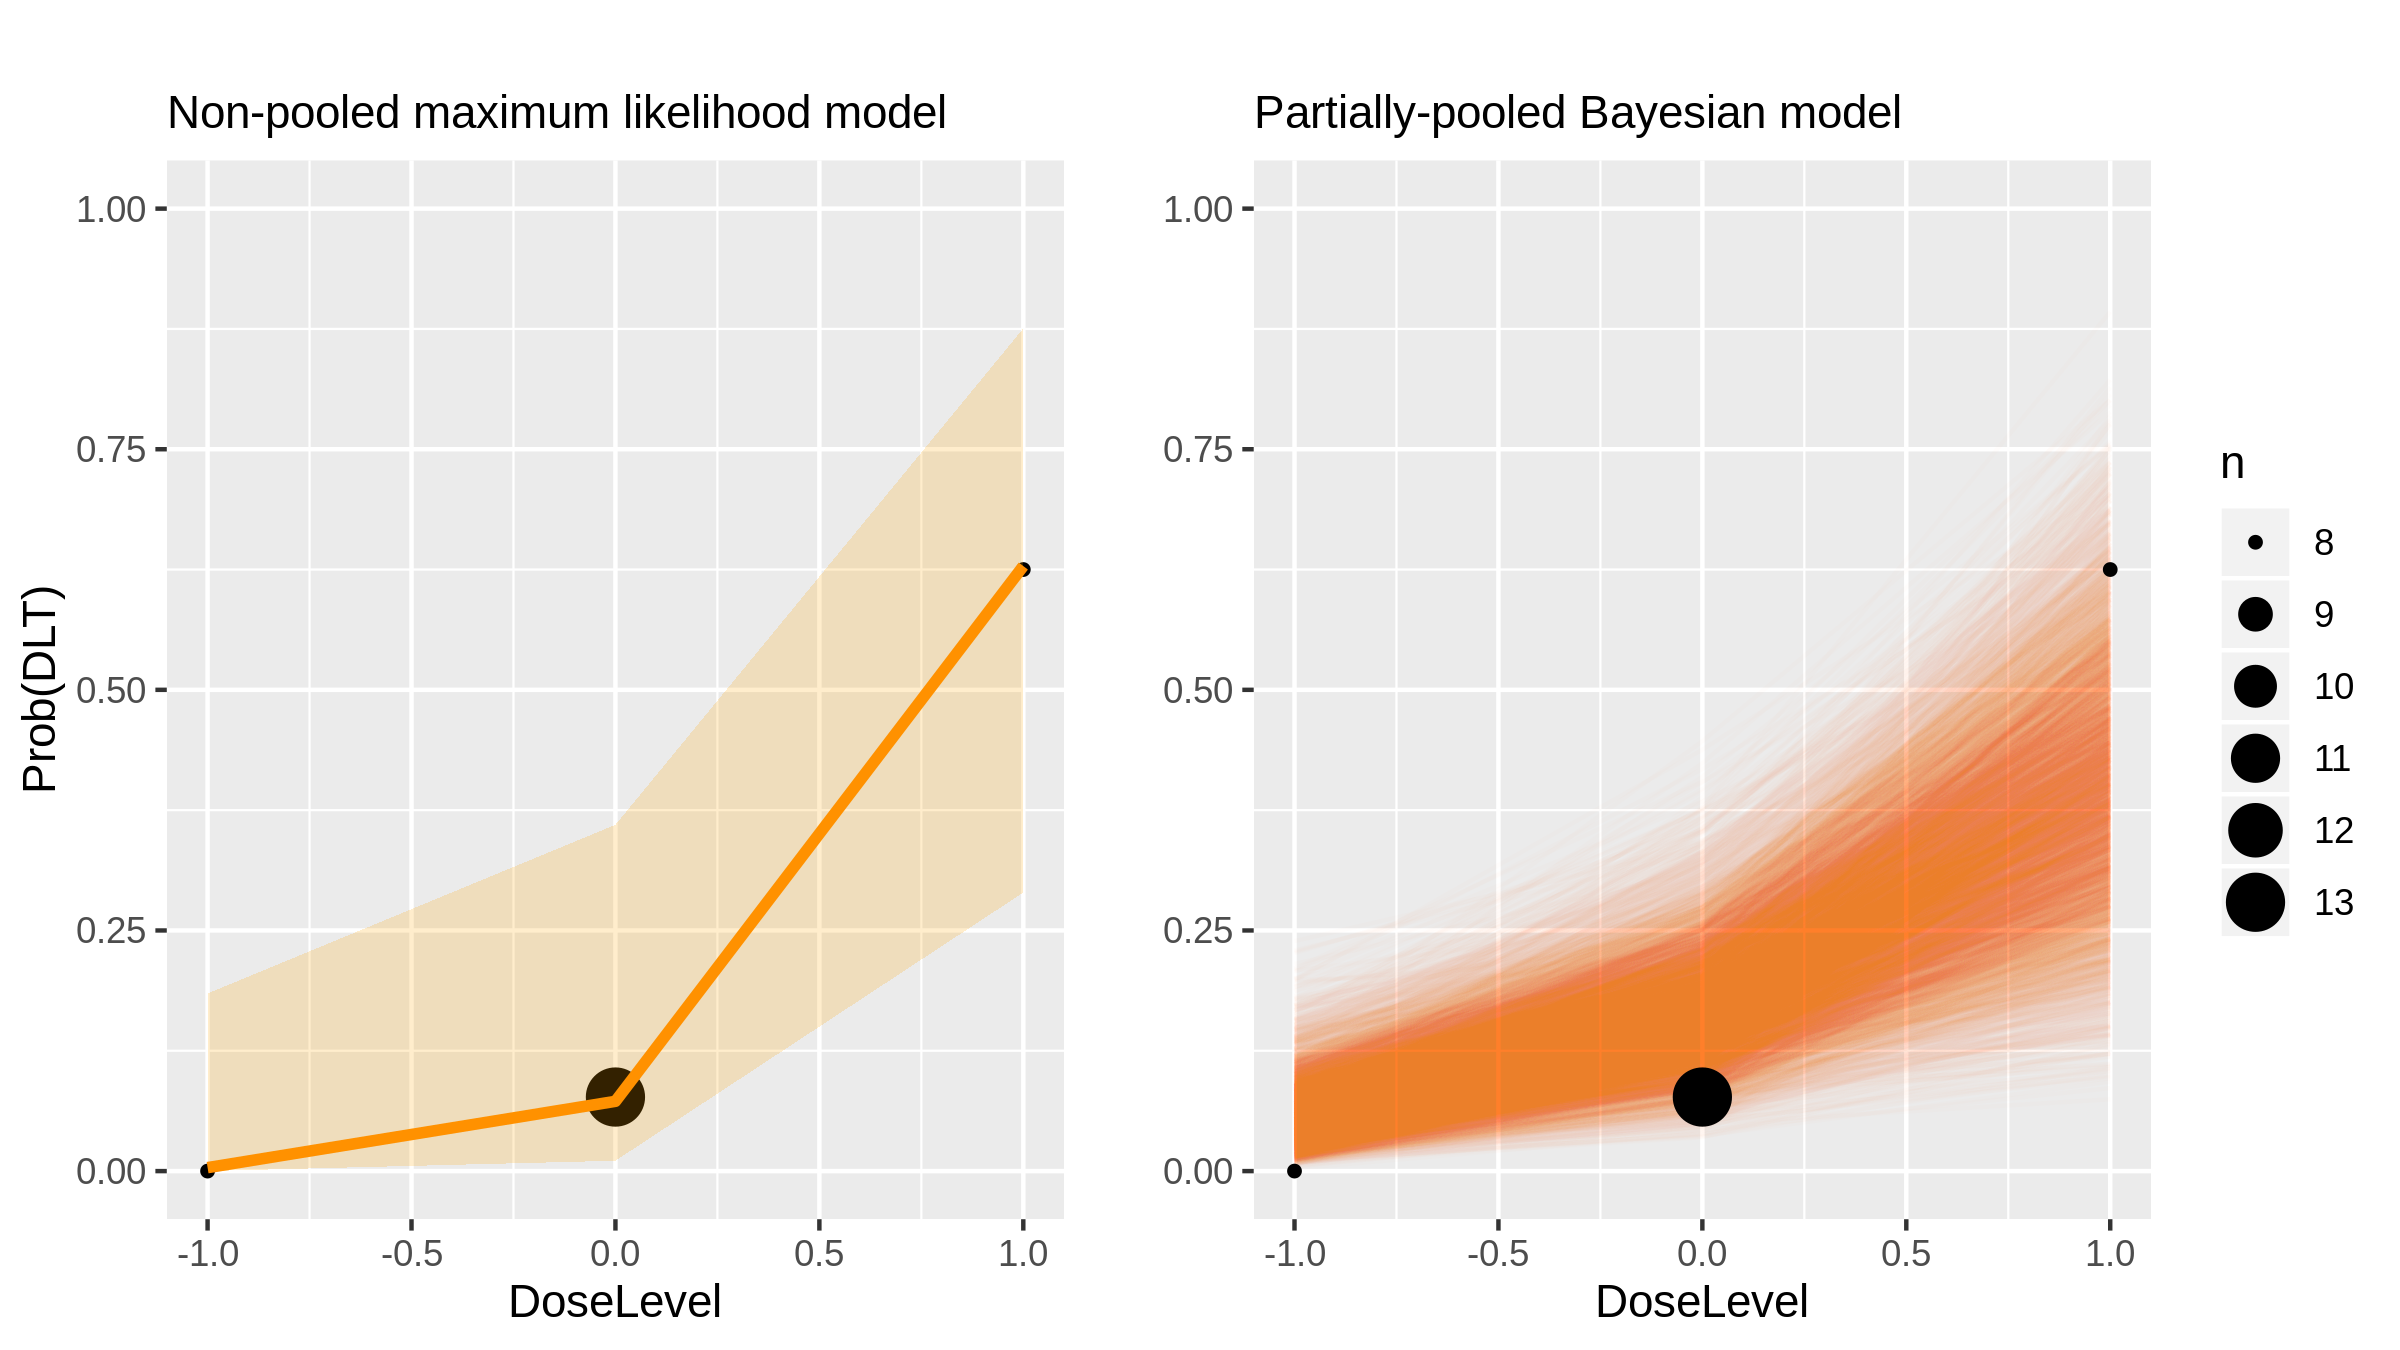 Non-pooled maximum likelihood model
Prob(DLT)
1.00
0.75
0.50
0.25
0.00
-1.0 -0.5 0.0 0.5 1.0
DoseLevel
Partially-pooled Bayesian model
1.00
0.75
0.50
0.25
0.00
-1.0 -0.5 0.0 0.5 1.0
DoseLevel
n
8
9
10
11
12
13